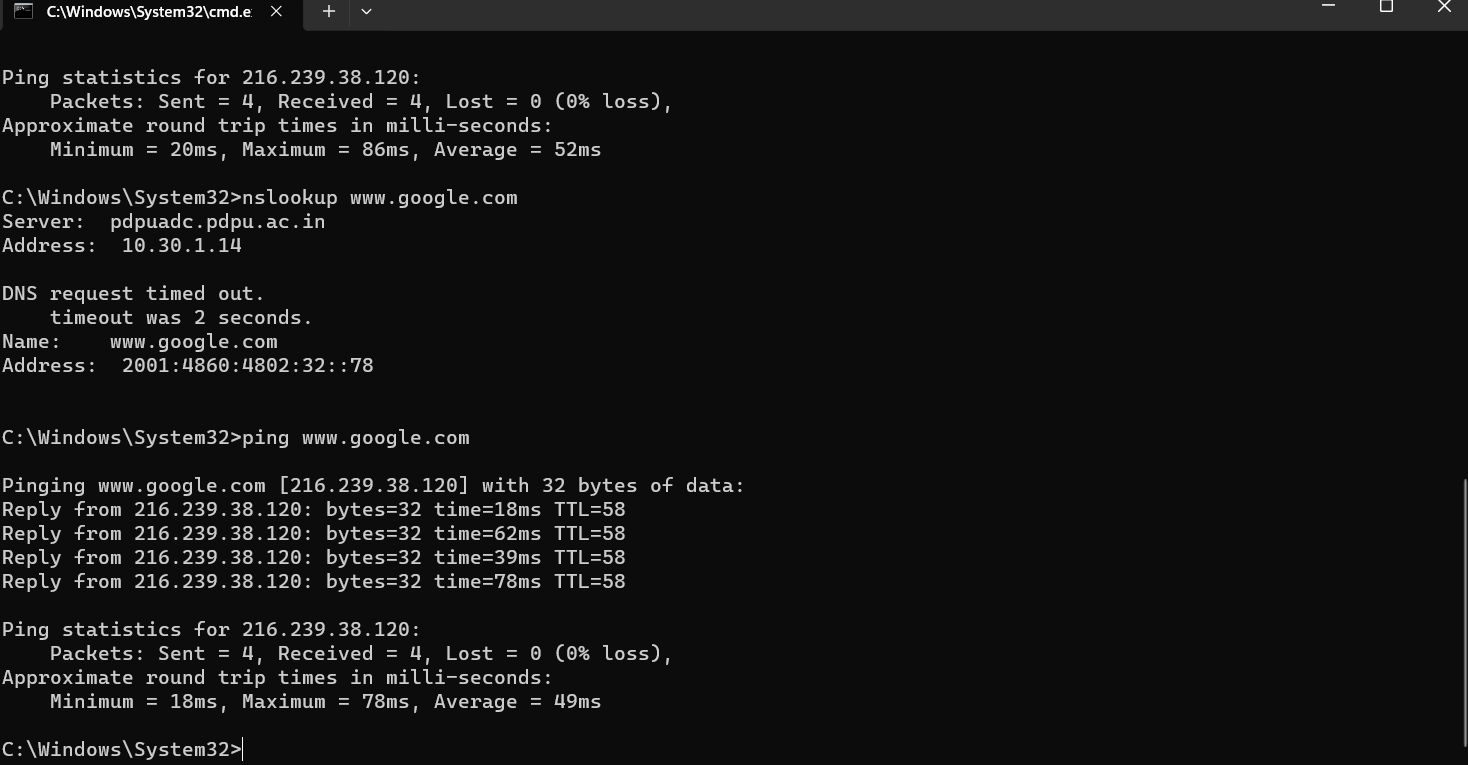 C:\Windows\System32\cmd.e
Ping statistics for 216.239.38.120:
    Packets: Sent = 4, Received = 4, Lost = 0 (0% loss),
Approximate round trip times in milli-seconds:
    Minimum = 20ms, Maximum = 86ms, Average = 52ms
C:\Windows\System32>nslookup www.google.com
Server:  pdpuadc.pdpu.ac.in
Address:  10.30.1.14
DNS request timed out.
    timeout was 2 seconds.
Name:    www.google.com
Address:  2001:4860:4802:32::78
C:\Windows\System32>ping www.google.com
Pinging www.google.com [216.239.38.120] with 32 bytes of data:
Reply from 216.239.38.120: bytes=32 time=18ms TTL=58
Reply from 216.239.38.120: bytes=32 time=62ms TTL=58
Reply from 216.239.38.120: bytes=32 time=39ms TTL=58
Reply from 216.239.38.120: bytes=32 time=78ms TTL=58
Ping statistics for 216.239.38.120:
    Packets: Sent = 4, Received = 4, Lost = 0 (0% loss),
Approximate round trip times in milli-seconds:
    Minimum = 18ms, Maximum = 78ms, Average = 49ms
C:\Windows\System32>